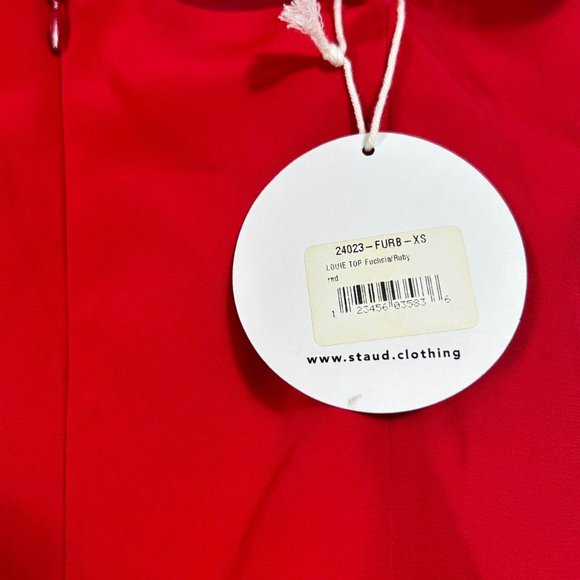 24023-FURB-XS
LOUIE TOP Fuchsia/Ruby
red
1 23456 03583 6
www.staud.clothing